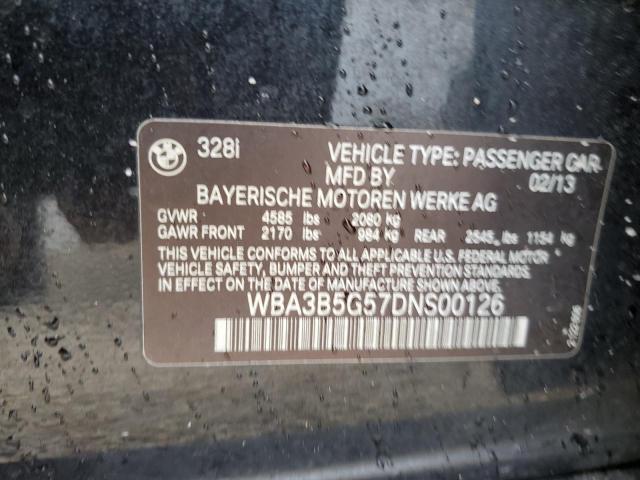 BMW
328i
VEHICLE TYPE: PASSENGER CAR
MFD BY 02/13
BAYERISCHE MOTOREN WERKE AG
GVWR 4585 lbs 2080 kg
GAWR FRONT 2170 lbs 984 kg REAR 2545 lbs 1154 kg
THIS VEHICLE CONFORMS TO ALL APPLICABLE U.S. FEDERAL MOTOR
VEHICLE SAFETY, BUMPER AND THEFT PREVENTION STANDARDS
IN EFFECT ON THE DATE OF MANUFACTURE SHOWN ABOVE.
WBA3B5G57DNS00126